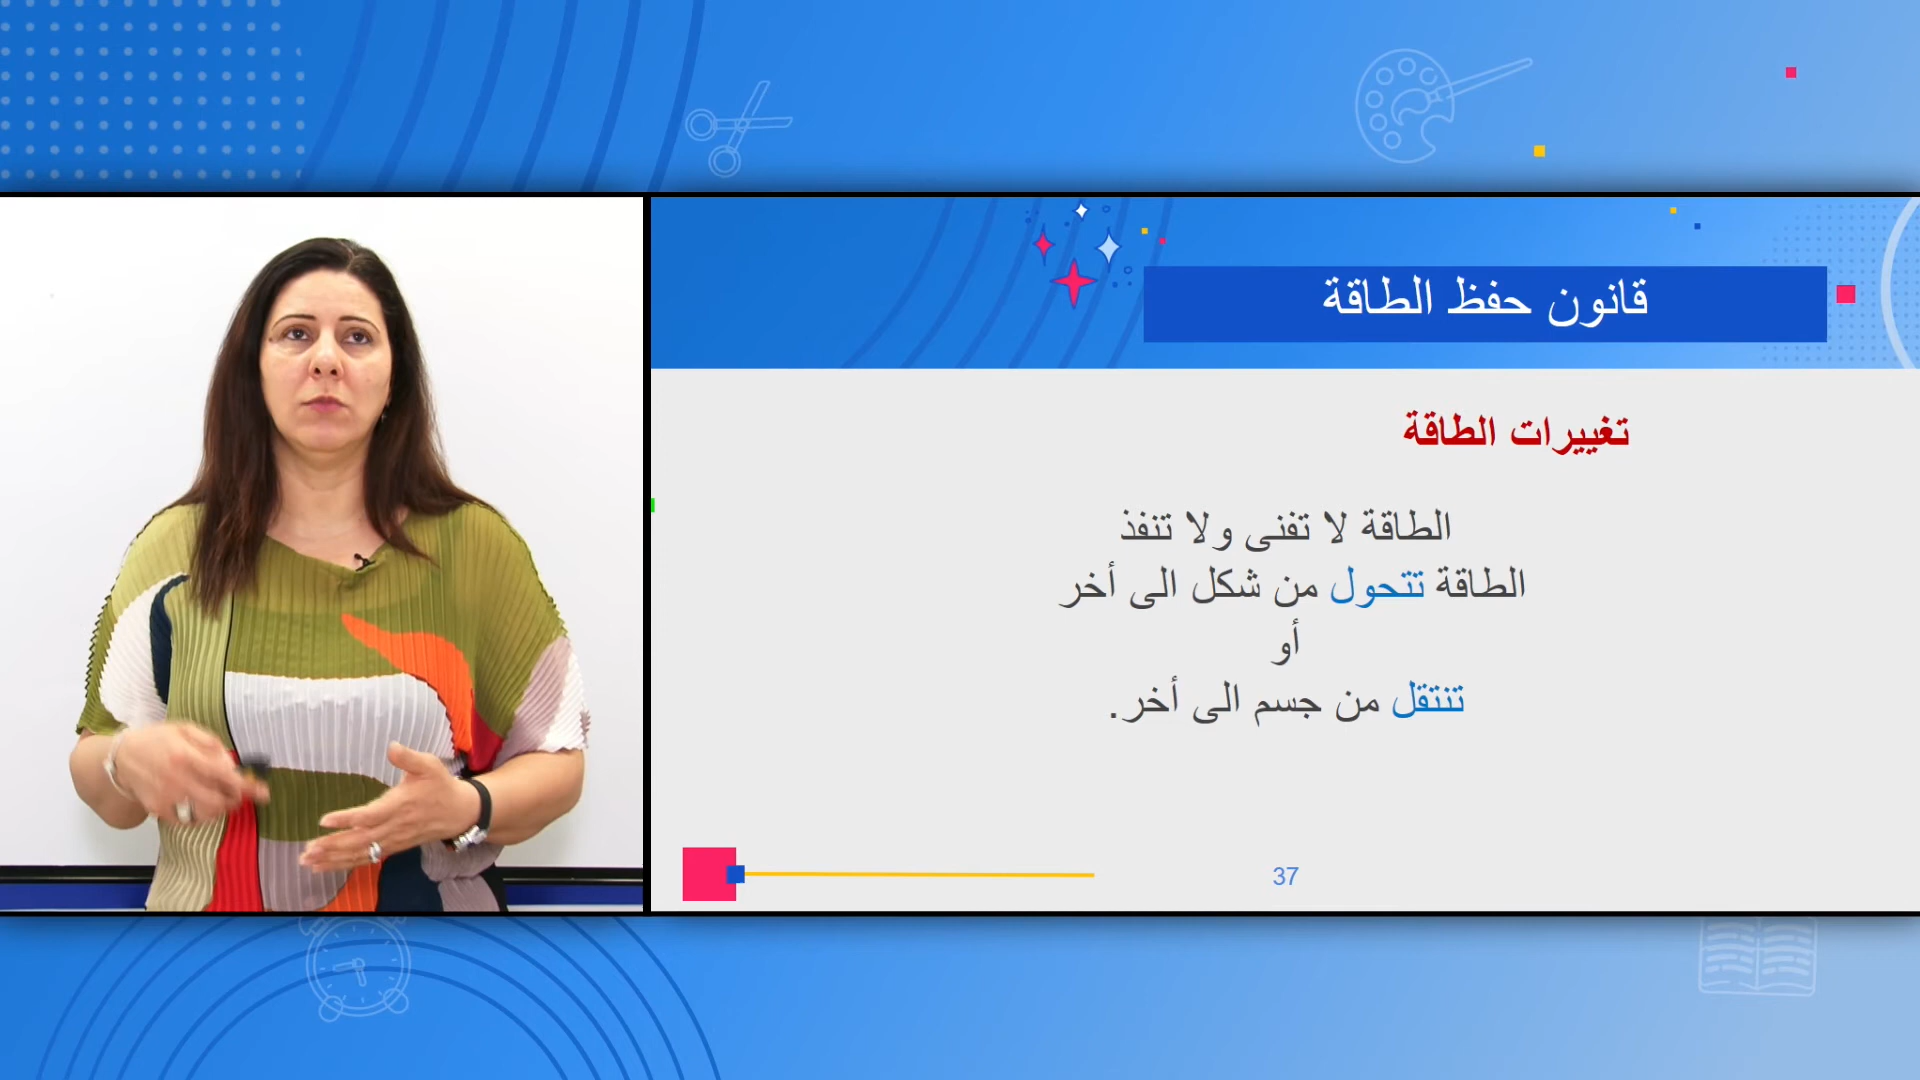 قانون حفظ الطاقة
تغييرات الطاقة
الطاقة لا تفنى ولا تنفذ
الطاقة تتحول من شكل الى أخر
أو
تنتقل من جسم الى أخر.
37